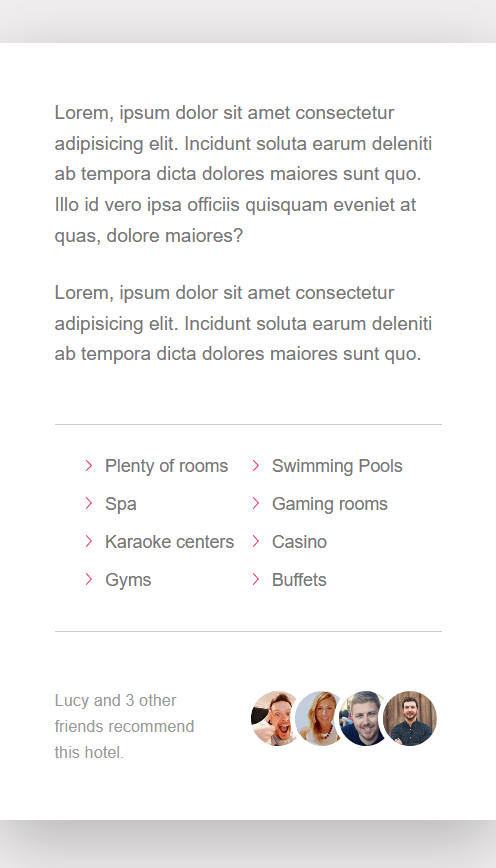 Lorem, ipsum dolor sit amet consectetur
adipisicing elit. Incidunt soluta earum deleniti
ab tempora dicta dolores maiores sunt quo.
Illo id vero ipsa officiis quisquam eveniet at
quas, dolore maiores?
Lorem, ipsum dolor sit amet consectetur
adipisicing elit. Incidunt soluta earum deleniti
ab tempora dicta dolores maiores sunt quo.
Plenty of rooms
Swimming Pools
Spa
Gaming rooms
Karaoke centers
Casino
Gyms
Buffets
Lucy and 3 other
friends recommend
this hotel.